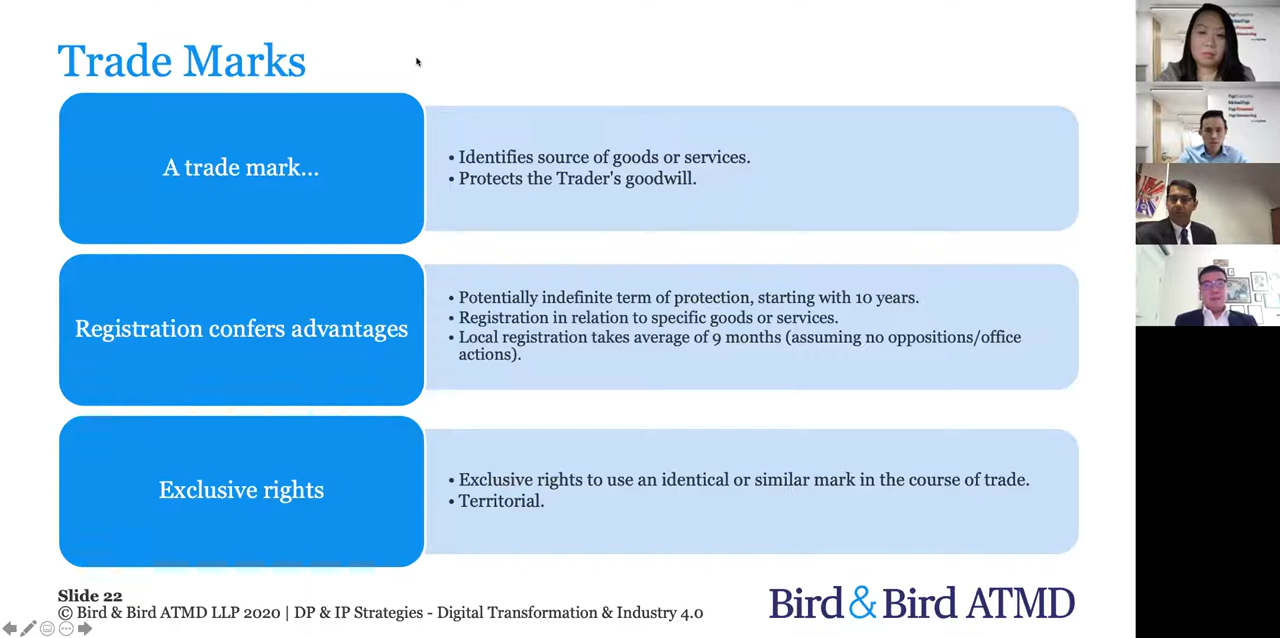 Trade Marks
A trade mark...
• Identifies source of goods or services.
• Protects the Trader's goodwill.
Registration confers advantages
• Potentially indefinite term of protection, starting with 10 years.
• Registration in relation to specific goods or services.
• Local registration takes average of 9 months (assuming no oppositions/office
actions).
Exclusive rights
• Exclusive rights to use an identical or similar mark in the course of trade.
• Territorial.
Slide 22
© Bird & Bird ATMD LLP 2020 | DP & IP Strategies - Digital Transformation & Industry 4.0
Bird & Bird ATMD